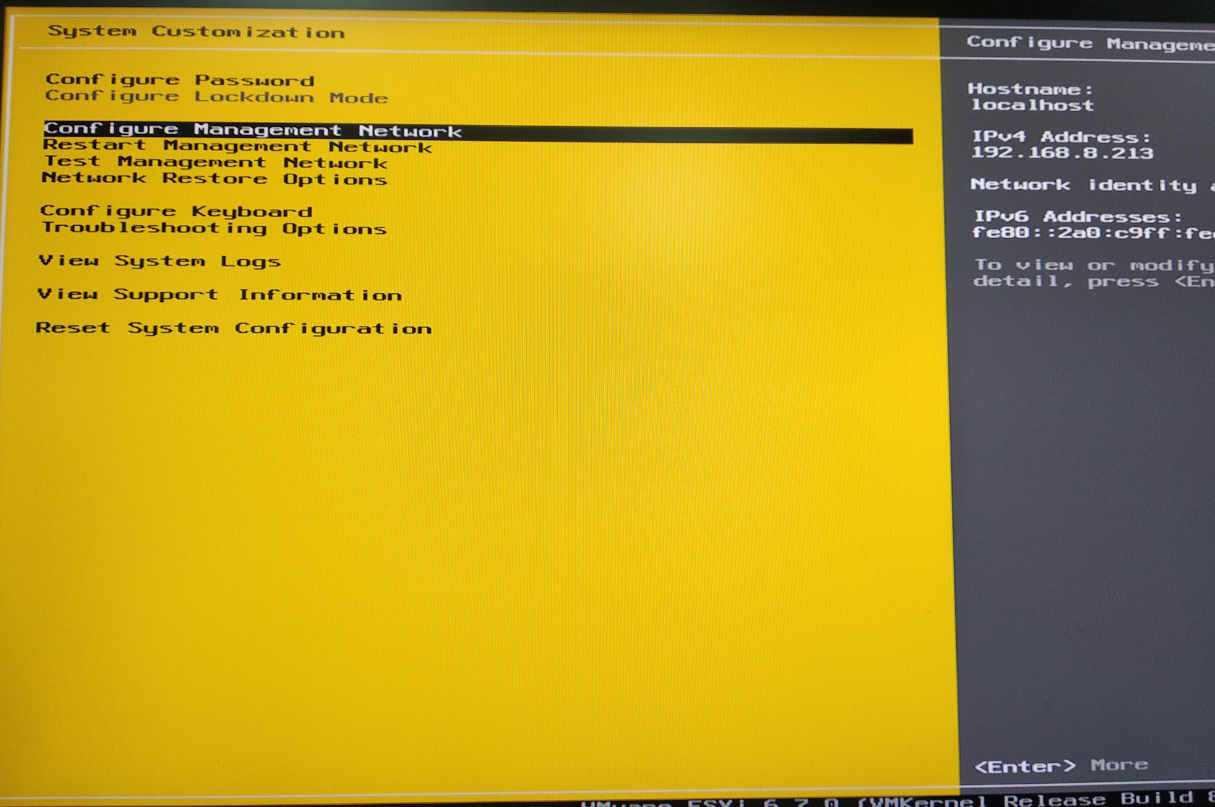 System Customization
Configure Password
Configure Lockdown Mode
Configure Management Network
Restart Management Network
Test Management Network
Network Restore Options
Configure Keyboard
Troubleshooting Options
View System Logs
View Support Information
Reset System Configuration
Configure Manageme
Hostname:
localhost
IPv4 Address:
192.168.8.213
Network identity a
IPv6 Addresses:
fe80::2a0:c9ff:fe
To view or modify
detail, press <En
<Enter> More
VMware ESXi 6.7.0 (VMKernel Release Build 8